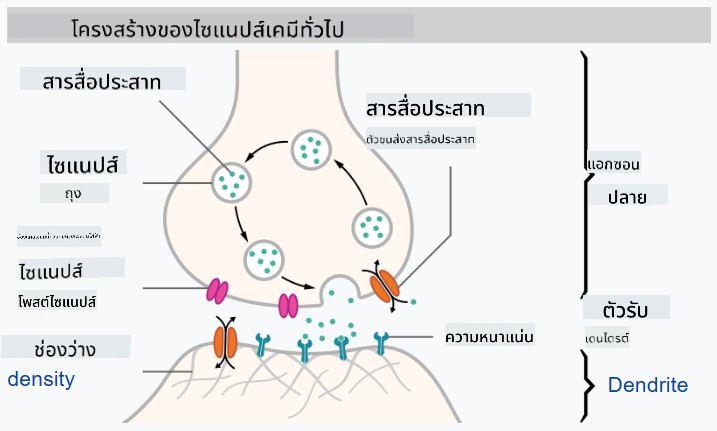 โครงสร้างของไซแนปส์เคมีทั่วไป
สารสื่อประสาท
สารสื่อประสาท
ตัวขนส่งสารสื่อประสาท
ไซแนปส์
ถุง
แอกซอน
ปลาย
ไซแนปส์
โพสต์ไซแนปส์
ตัวรับ
เดนไดรต์
ความหนาแน่น
ช่องว่าง
density
Dendrite